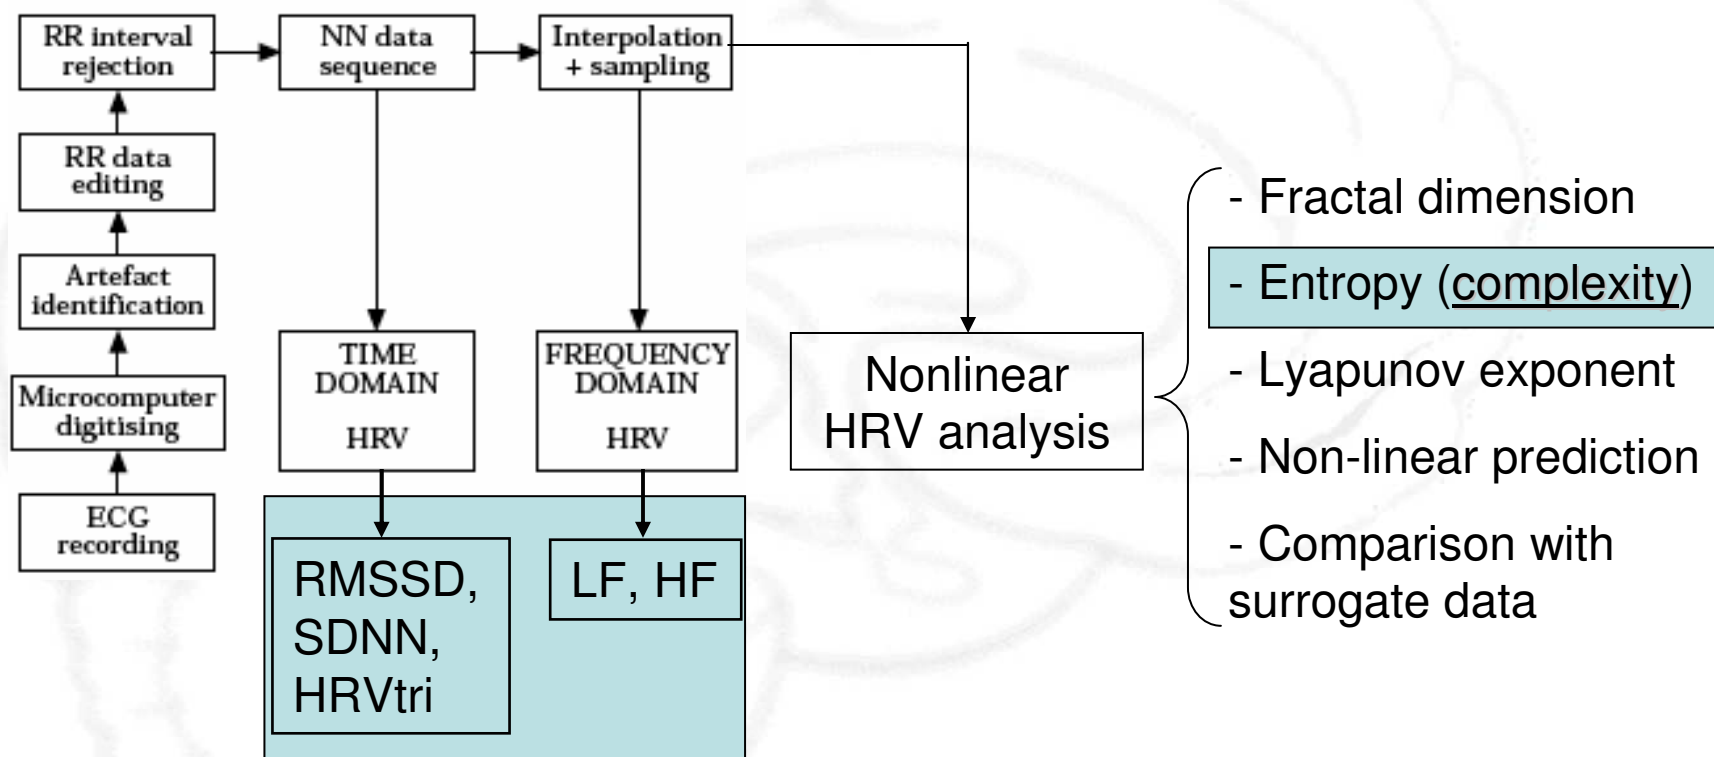 RR interval
rejection
NN data
sequence
Interpolation
+ sampling
RR data
editing
Artefact
identification
Microcomputer
digitising
ECG
recording
TIME
DOMAIN
HRV
FREQUENCY
DOMAIN
HRV
RMSSD,
SDNN,
HRVtri
LF, HF
Nonlinear
HRV analysis
- Fractal dimension
- Entropy (complexity)
- Lyapunov exponent
- Non-linear prediction
- Comparison with
surrogate data